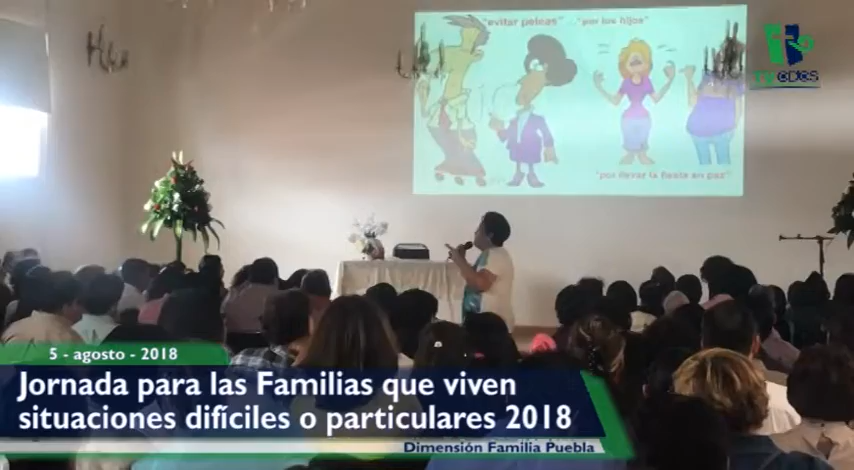 "evitar peleas" ... "por los hijos"
TVODOS
"por llevar la fiesta en paz"
5 - agosto - 2018
Jornada para las Familias que viven
situaciones difíciles o particulares 2018
Dimensión Familia Puebla